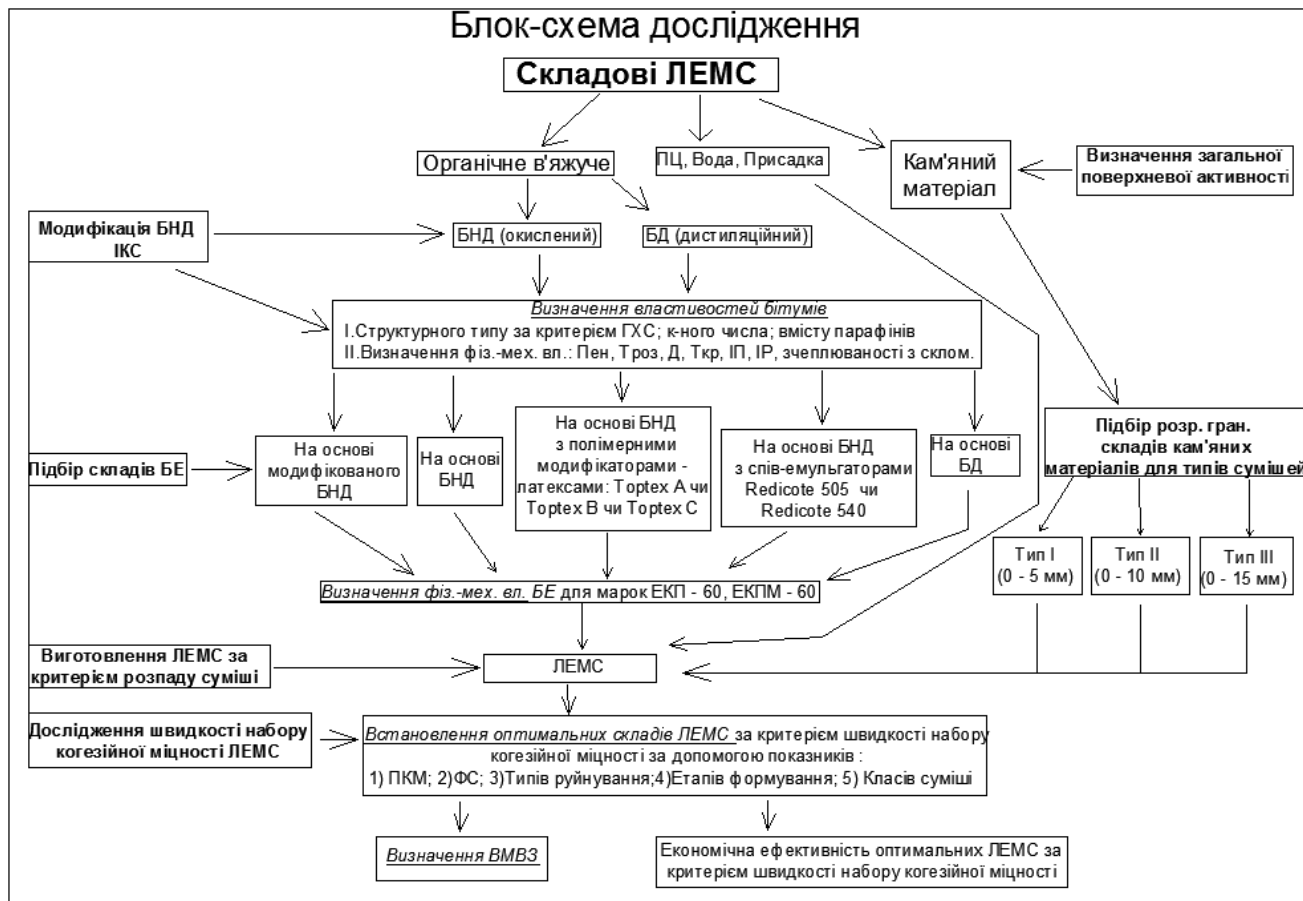 Блок-схема дослідження
Складові ЛЕМС
Органічне в'яжуче
ПЦ, Вода, Присадка
Кам'яний
матеріал
Визначення загальної
поверхневої активності
Модифікація БНД
ІКС
БНД (окислений)
БД (дистиляційний)
Визначення властивостей бітумів
І.Структурного типу за критерієм ГХС; к-ного числа; вмісту парафінів
ІІ.Визначення фіз.-мех. вл.: Пен, Троз, Д, Ткр, ІП, ІР, зчеплюваності з склом.
Підбір складів БЕ
На основі
модифікованого
БНД
На основі
БНД
На основі БНД
з полімерними
модифікаторами -
латексами: Tortex A чи
Tortex B чи Tortex C
На основі БНД
з спів-емульгаторами
Redicote 505 чи
Redicote 540
На основі
БД
Підбір розр. гран.
складів кам'яних
матеріалів для типів сумішей
Тип І
(0 - 5 мм)
Тип ІІ
(0 - 10 мм)
Тип ІІІ
(0 - 15 мм)
Визначення фіз.-мех. вл. БЕ для марок ЕКП - 60, ЕКПМ - 60
Виготовлення ЛЕМС за
критерієм розпаду суміші
ЛЕМС
Дослідження швидкості набору
когезійної міцності ЛЕМС
Встановлення оптимальних складів ЛЕМС за критерієм швидкості набору
когезійної міцності за допомогою показників :
1) ПКМ; 2)ФС; 3)Типів руйнування;4)Етапів формування; 5) Класів суміші
Визначення ВМВЗ
Економічна ефективність оптимальних ЛЕМС за
критерієм швидкості набору когезійної міцності